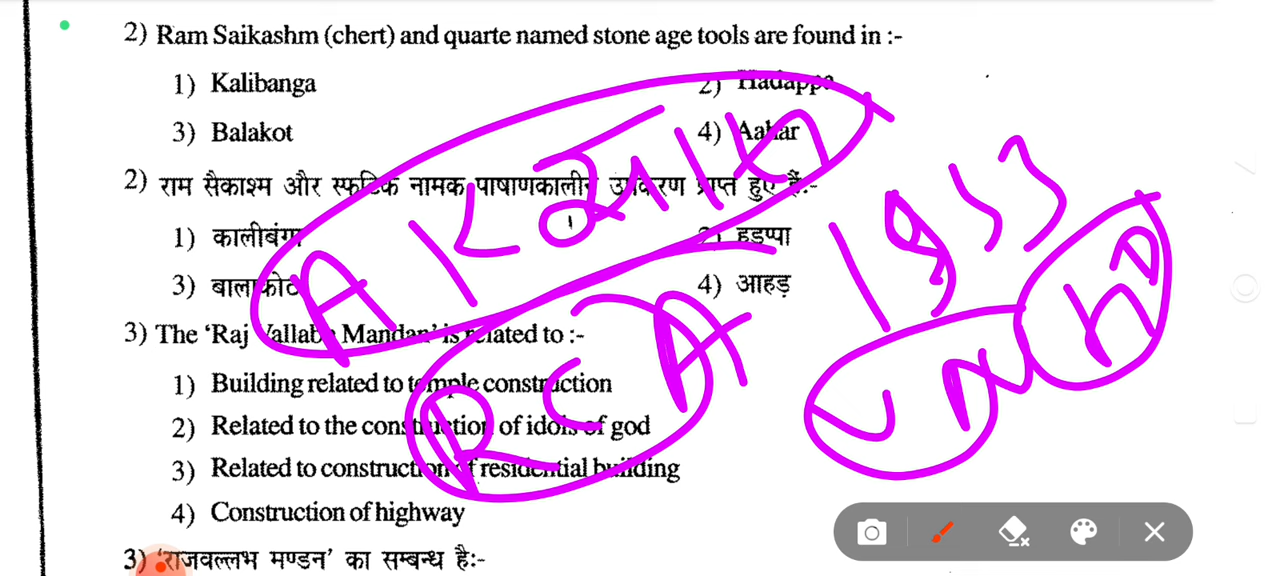 2) Ram Saikashm (chert) and quarte named stone age tools are found in :-
1) Kalibanga
2) Hadappa
3) Balakot
4) Aahar
2) राम सैकाश्म और स्फटिक नामक पाषाणकालीन उपकरण प्राप्त हुए हैं:-
1) कालीबंगा
2) हडप्पा
3) बालाकोट
4) आहड़
3) The 'Raj Vallabh Mandan' is related to :-
1) Building related to temple construction
2) Related to the construction of idols of god
3) Related to construction of residential building
4) Construction of highway
3) 'राजवल्लभ मण्डन' का सम्बन्ध है:-
1953
RCA